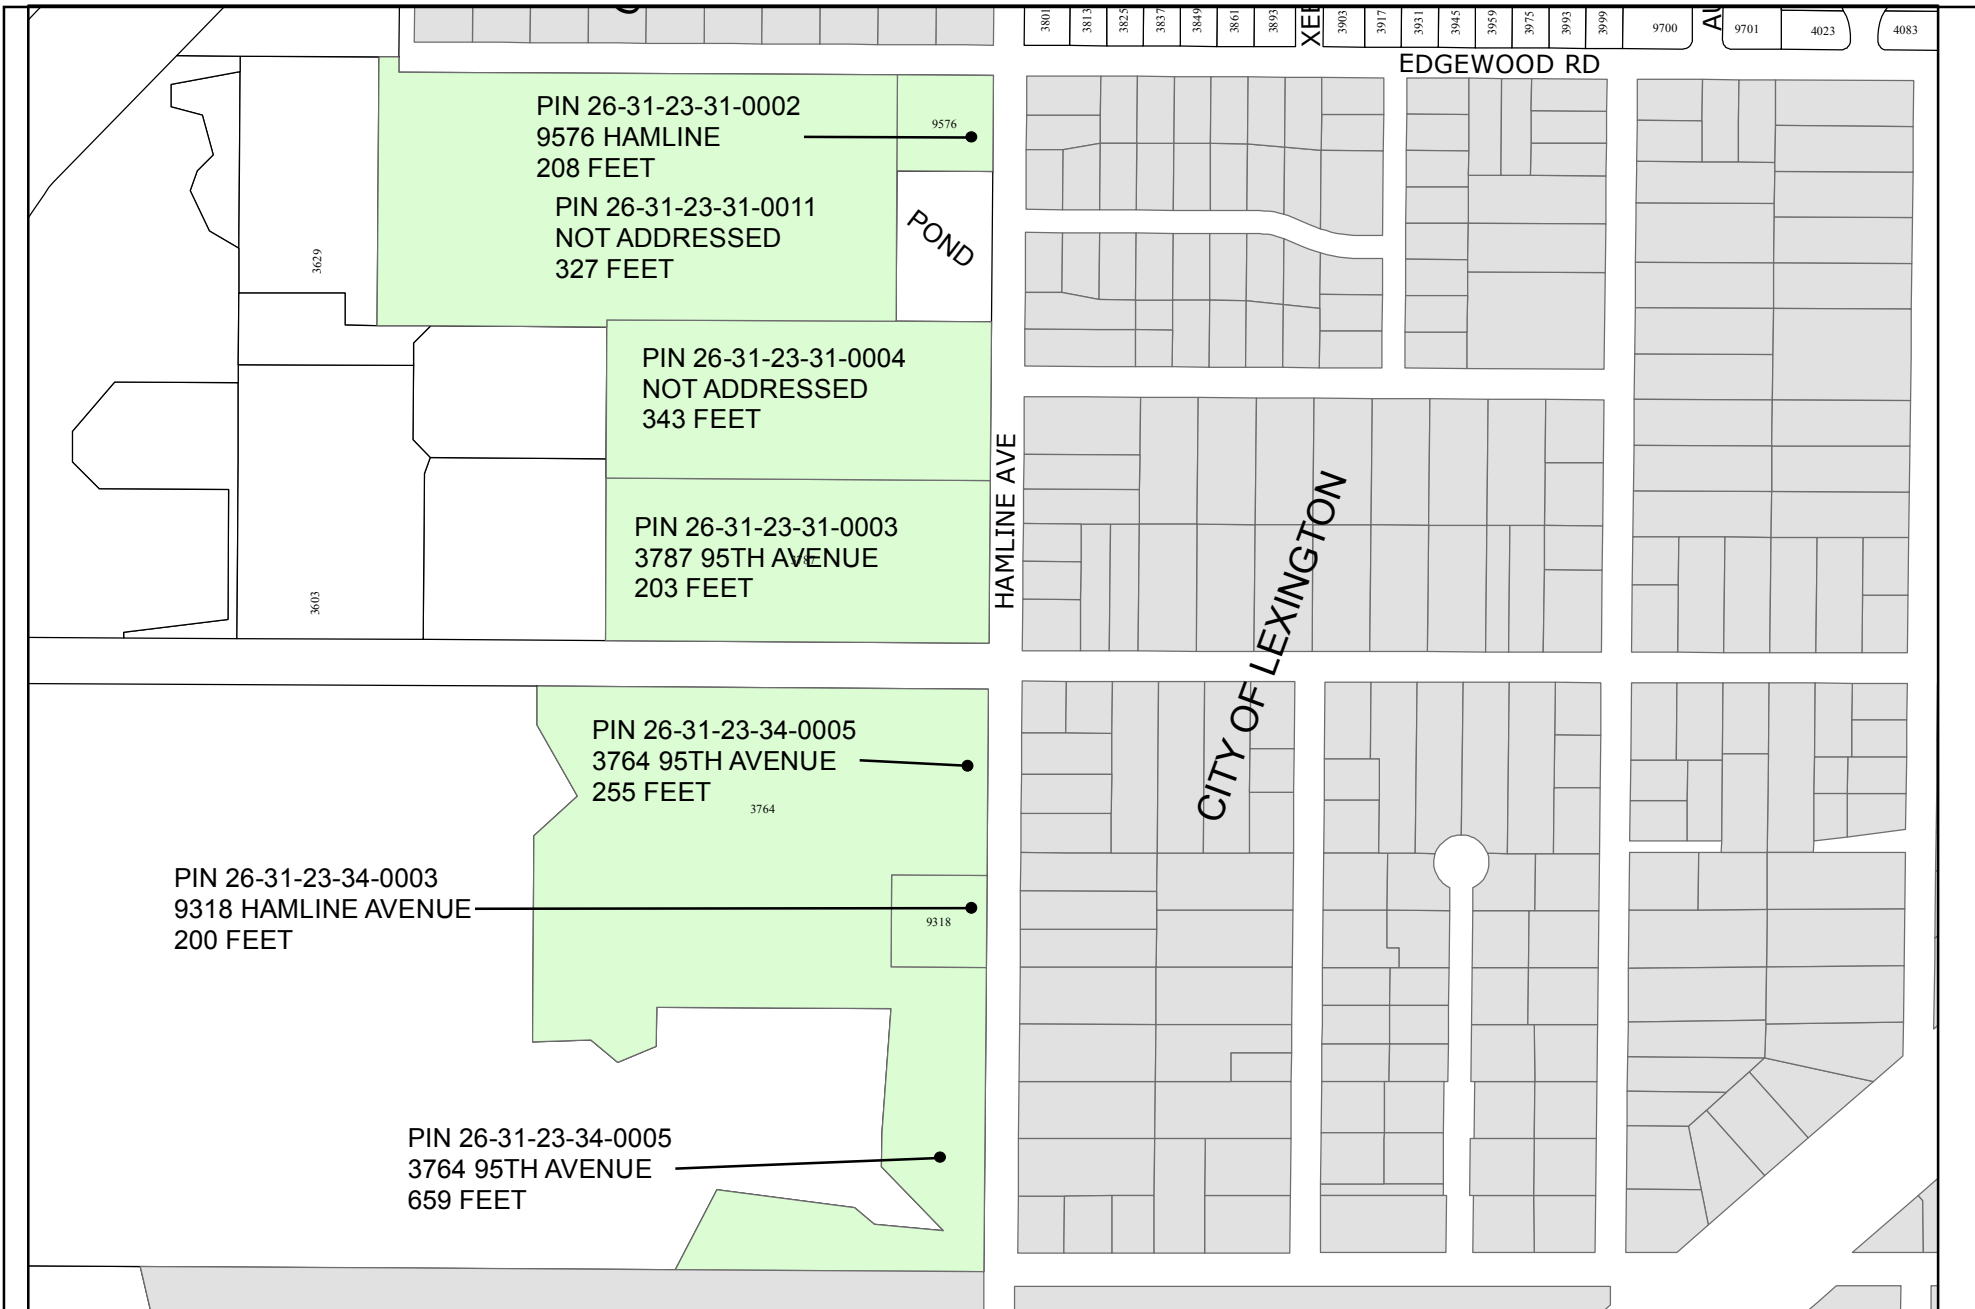 3801
3813
3825
3837
3849
3861
3893
3903
3917
3931
3945
3959
3975
3993
3999
9700
9701
4023
4083
EDGEWOOD RD
PIN 26-31-23-31-0002
9576 HAMLINE
208 FEET
9576
PIN 26-31-23-31-0011
NOT ADDRESSED
327 FEET
POND
3629
PIN 26-31-23-31-0004
NOT ADDRESSED
343 FEET
HAMLINE AVE
PIN 26-31-23-31-0003
3787 95TH AVENUE
203 FEET
3787
3603
CITY OF LEXINGTON
PIN 26-31-23-34-0005
3764 95TH AVENUE
255 FEET
3764
PIN 26-31-23-34-0003
9318 HAMLINE AVENUE
200 FEET
9318
PIN 26-31-23-34-0005
3764 95TH AVENUE
659 FEET